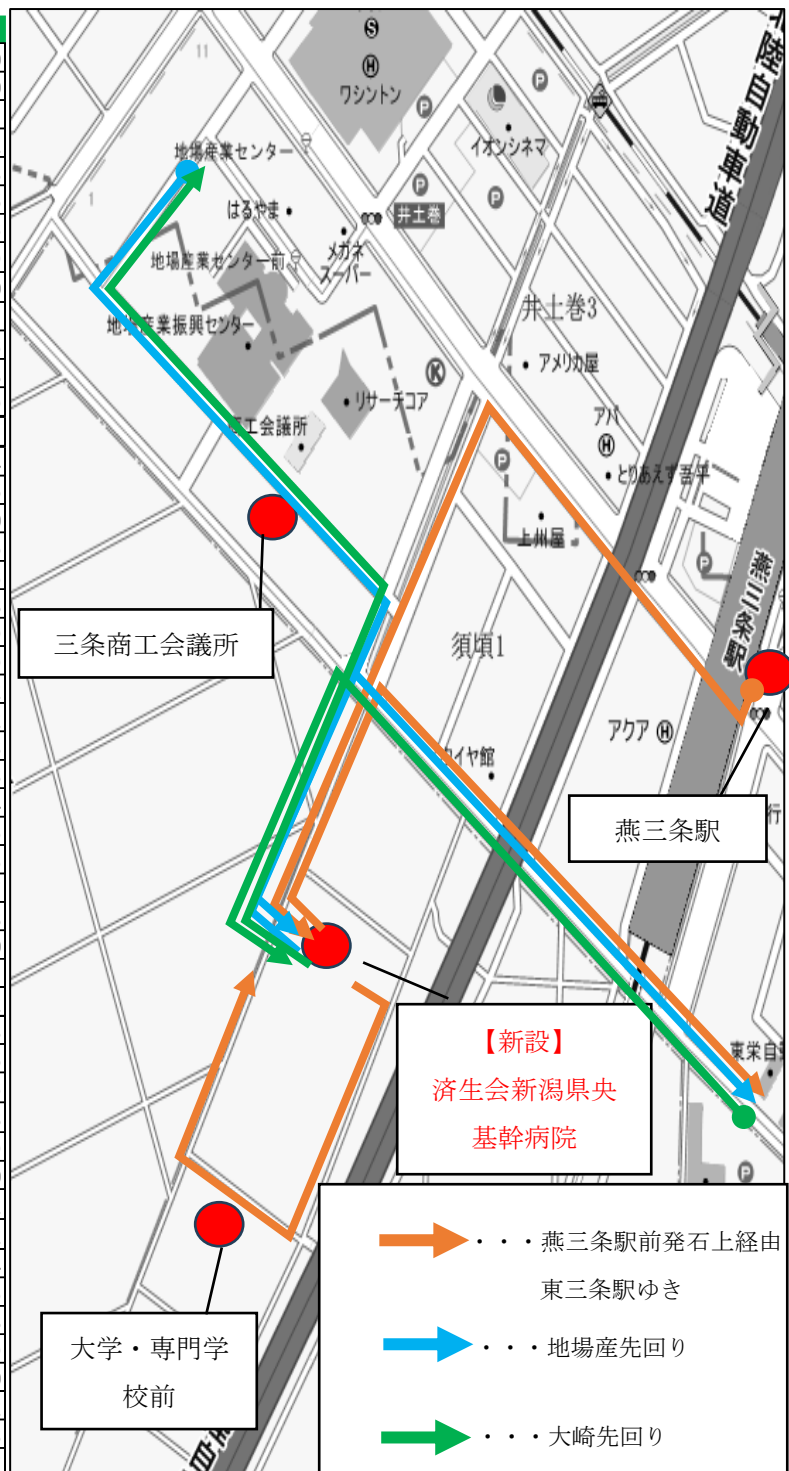 陸自動車道
11
Ⓢ
Ⓗ
ワシントン
P
P
イオンシネマ
地場産業センター
P
P
1
はるやま
井土巻
メガネ
スーパー
地場産業センター前
井土巻3
地場産業振興センター
アメリカ屋
Ⓚ
リサーチコア
アパ
Ⓗ
工会議所
とりあえず吾平
P
上州屋
P
燕三条駅
三条商工会議所
須頃1
アクア Ⓗ
イヤ館
行
燕三条駅
【新設】
済生会新潟県央
基幹病院
東栄自
P
大学・専門学
校前
・・・燕三条駅前発石上経由
東三条駅ゆき
・・・地場産先回り
・・・大崎先回り